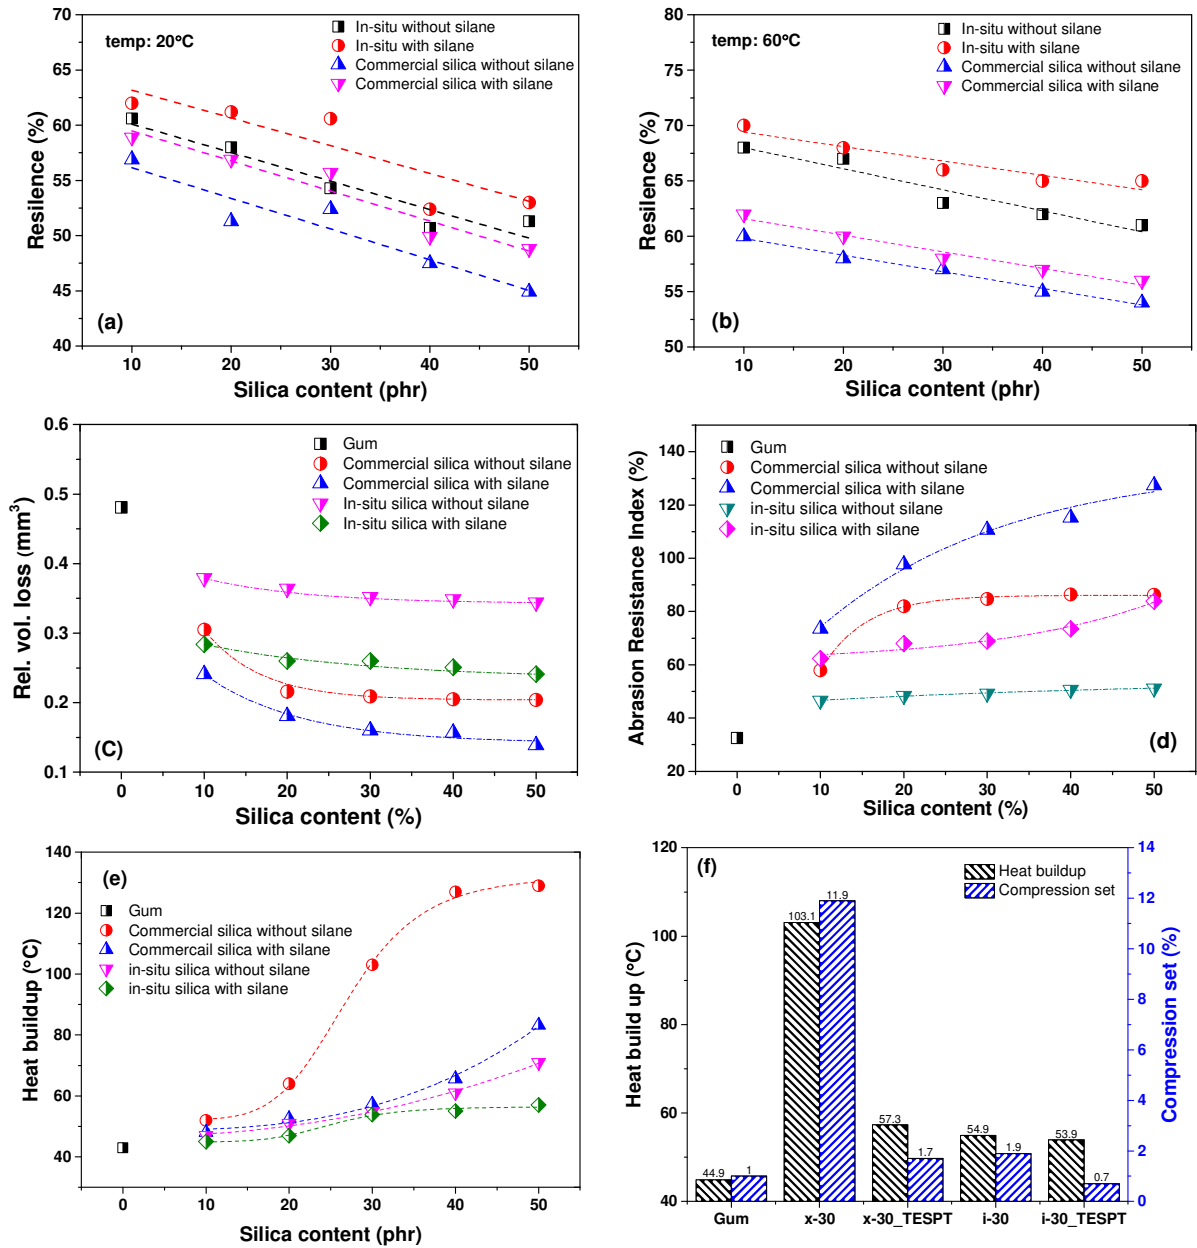 70
65
60
55
50
45
40
10 20 30 40 50
Resilence (%)
Silica content (phr)
temp: 20°C
In-situ without silane
In-situ with silane
Commercial silica without silane
Commercial silica with silane
(a)
80
75
70
65
60
55
50
10 20 30 40 50
Resilence (%)
Silica content (phr)
temp: 60°C
In-situ without silane
In-situ with silane
Commercial silica without silane
Commercial silica with silane
(b)
0.6
0.5
0.4
0.3
0.2
0.1
0 10 20 30 40 50
Rel. vol. loss (mm³)
Silica content (%)
Gum
Commercial silica without silane
Commercial silica with silane
In-situ silica without silane
In-situ silica with silane
(C)
140
120
100
80
60
40
20
0 10 20 30 40 50
Abrasion Resistance Index (%)
Silica content (%)
Gum
Commercial silica without silane
Commercial silica with silane
in-situ silica without silane
in-situ silica with silane
(d)
140
120
100
80
60
40
0 10 20 30 40 50
Heat buildup (°C)
Silica content (phr)
(e)
Gum
Commercial silica without silane
Commercail silica with silane
in-situ silica without silane
in-situ silica with silane
120
100
80
60
40
Heat build up (°C)
(f)
Heat buildup
Compression set
14
12
10
8
6
4
2
0
Compression set (%)
44.9 1
103.1 11.9
57.3 1.7
54.9 1.9
53.9 0.7
Gum x-30 x-30_TESPT i-30 i-30_TESPT